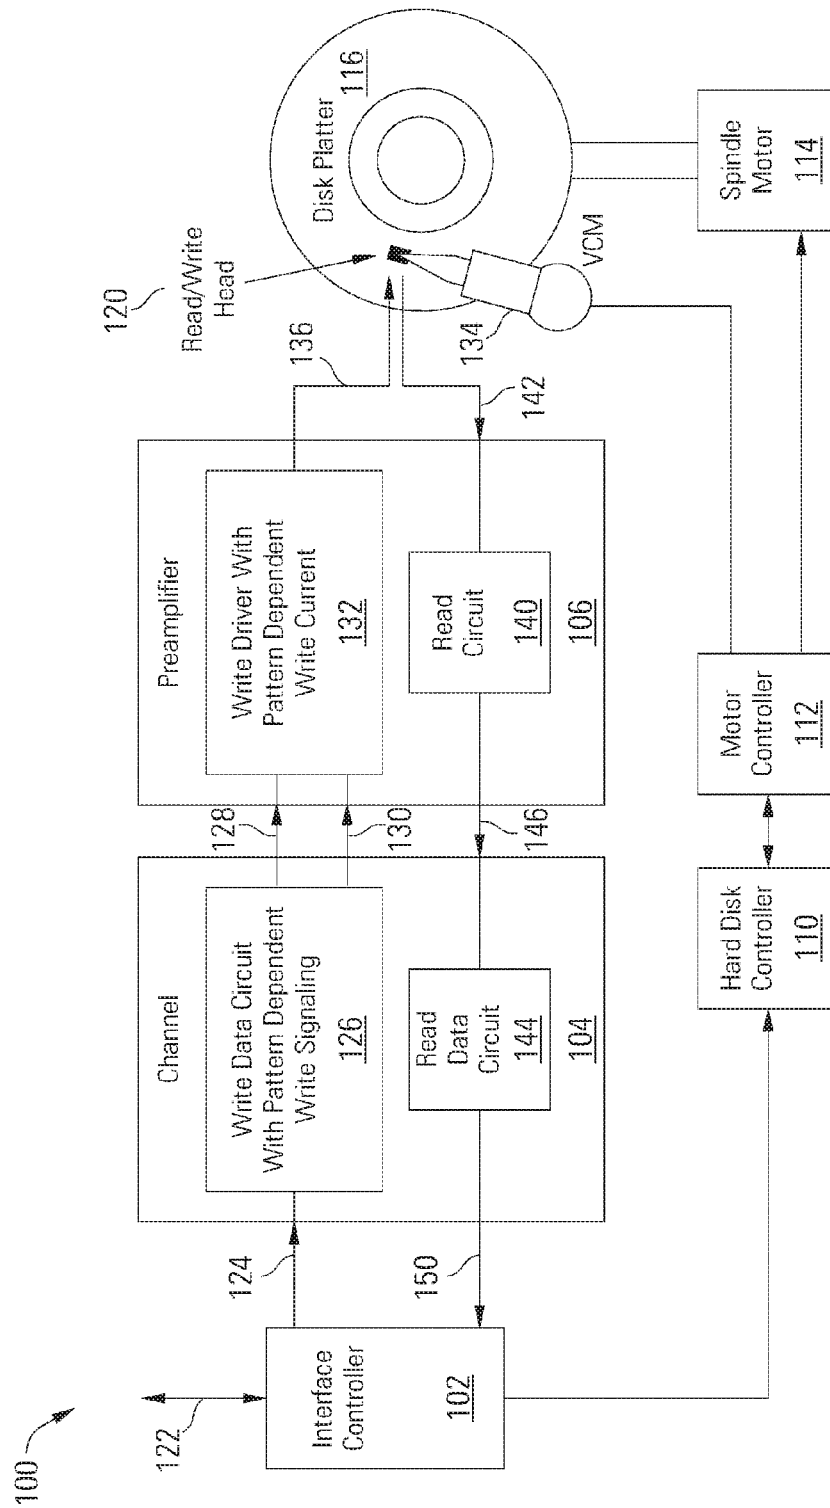 100
122
Interface
Controller
102
124
150
Channel
Write Data Circuit
With Pattern Dependent
Write Signaling
126
Read
Data
Circuit
144
104
128
130
146
Preamplifier
Write Driver With
Pattern Dependent
Write Current
132
Read
Circuit
140
106
136
142
120
Read/Write
Head
Disk Platter
116
134
VCM
Hard Disk
Controller
110
Motor
Controller
112
Spindle
Motor
114